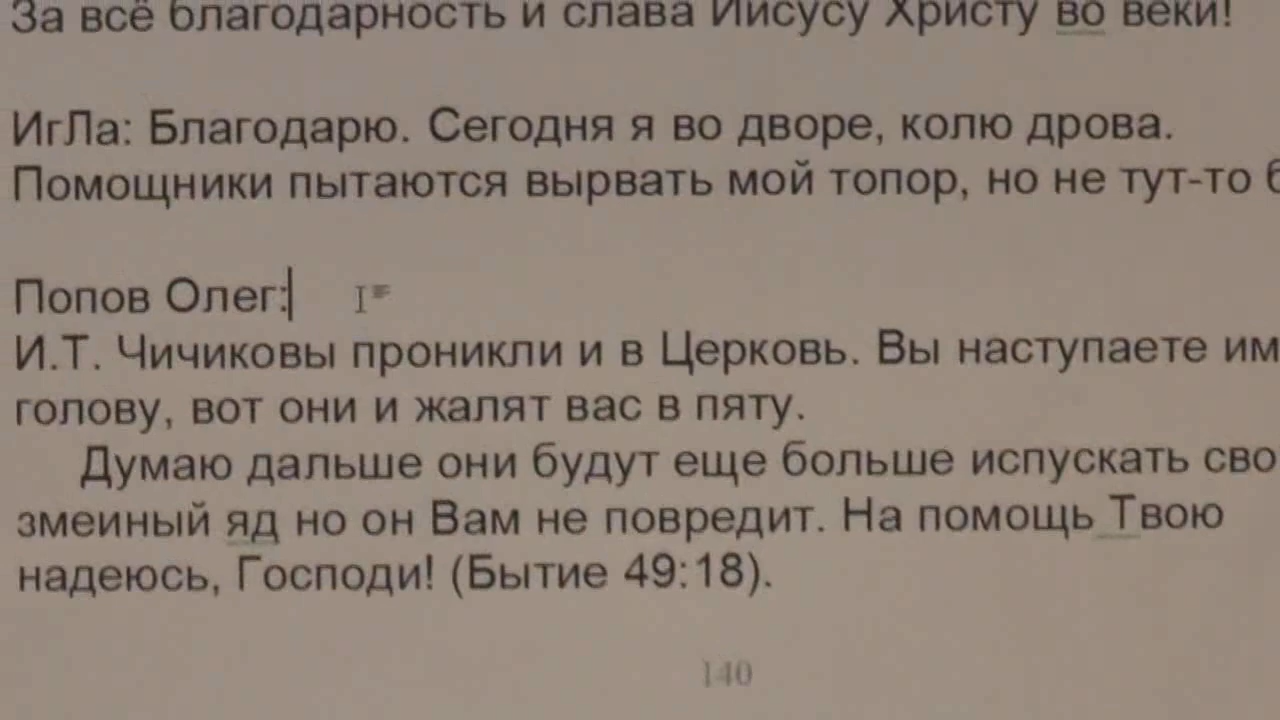 За всё благодарность и слава Иисусу Христу во веки!
ИгЛа: Благодарю. Сегодня я во дворе, колю дрова.
Помощники пытаются вырвать мой топор, но не тут-то
Попов Олег:
И.Т. Чичиковы проникли и в Церковь. Вы наступаете им
голову, вот они и жалят вас в пяту.
Думаю дальше они будут еще больше испускать сво
змеиный яд но он Вам не повредит. На помощь Твою
надеюсь, Господи! (Бытие 49:18).
140